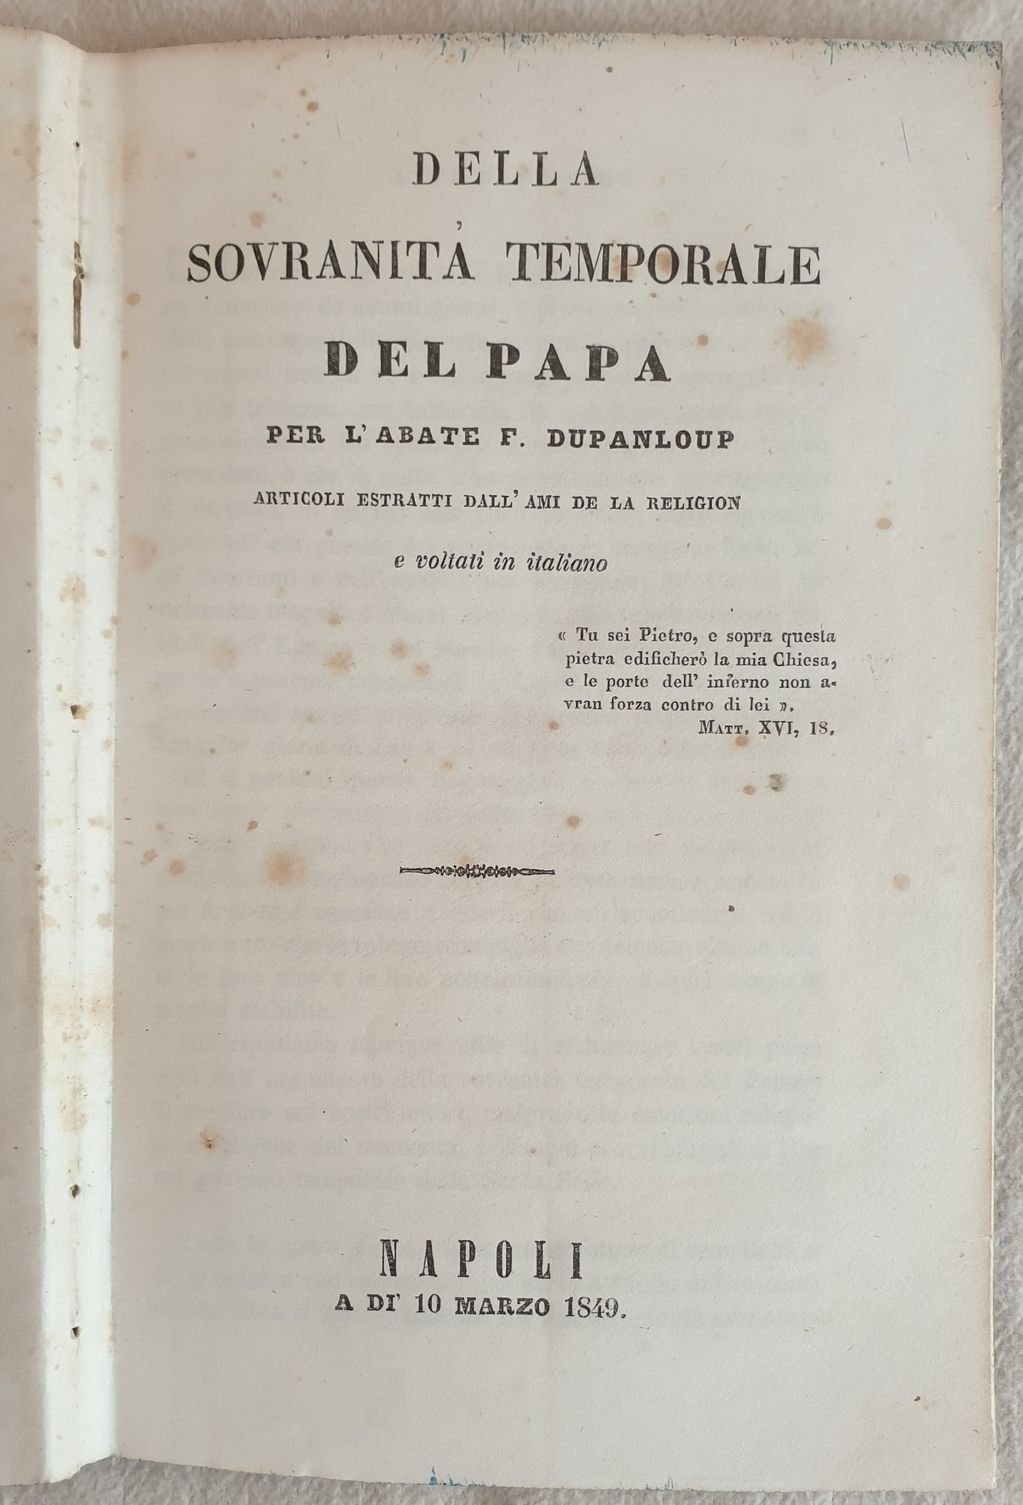 DELLA
SOVRANITA' TEMPORALE
DEL PAPA
PER L' ABATE F. DUPANLOUP
ARTICOLI ESTRATTI DALL' AMI DE LA RELIGION
e voltati in italiano
« Tu sei Pietro, e sopra questa
pietra edificherò la mia Chiesa,
e le porte dell' inferno non a-
vran forza contro di lei ».
MATT. XVI, 18.
NAPOLI
A DI' 10 MARZO 1849.